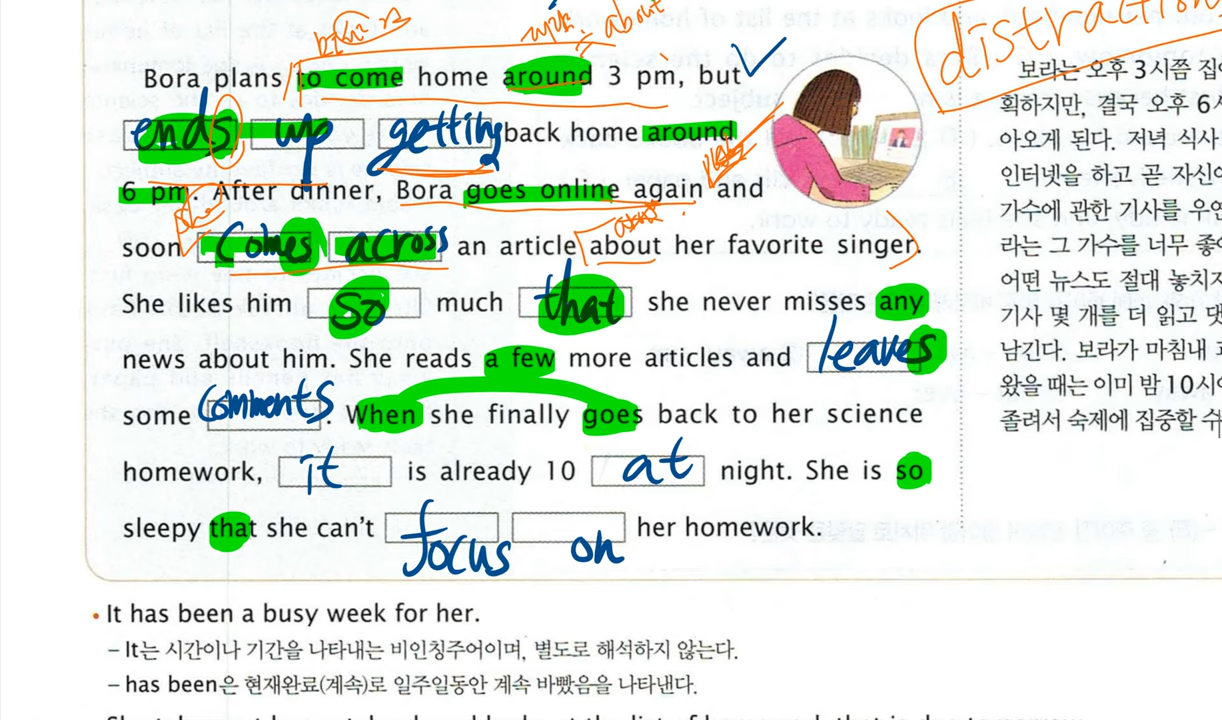 distraction
about
Bora plans to come home around 3 pm, but
ends up getting back home around
6 pm. After dinner, Bora goes online again and
soon comes across an article about her favorite singer.
about
She likes him so much that she never misses any
news about him. She reads a few more articles and leaves
some comments. When she finally goes back to her science
homework, it is already 10 at night. She is so
sleepy that she can't focus on her homework.
보라는 오후 3시쯤 집
획하지만, 결국 오후 6시
아오게 된다. 저녁 식사
인터넷을 하고 곧 자신이
가수에 관한 기사를 우연
라는 그 가수를 너무 좋
어떤 뉴스도 절대 놓치지
기사 몇 개를 더 읽고 댓
남긴다. 보라가 마침내 고
왔을 때는 이미 밤 10시
졸려서 숙제에 집중할 수
• It has been a busy week for her.
– It는 시간이나 기간을 나타내는 비인칭주어이며, 별도로 해석하지 않는다.
– has been은 현재완료(계속)로 일주일동안 계속 바빴음을 나타낸다.